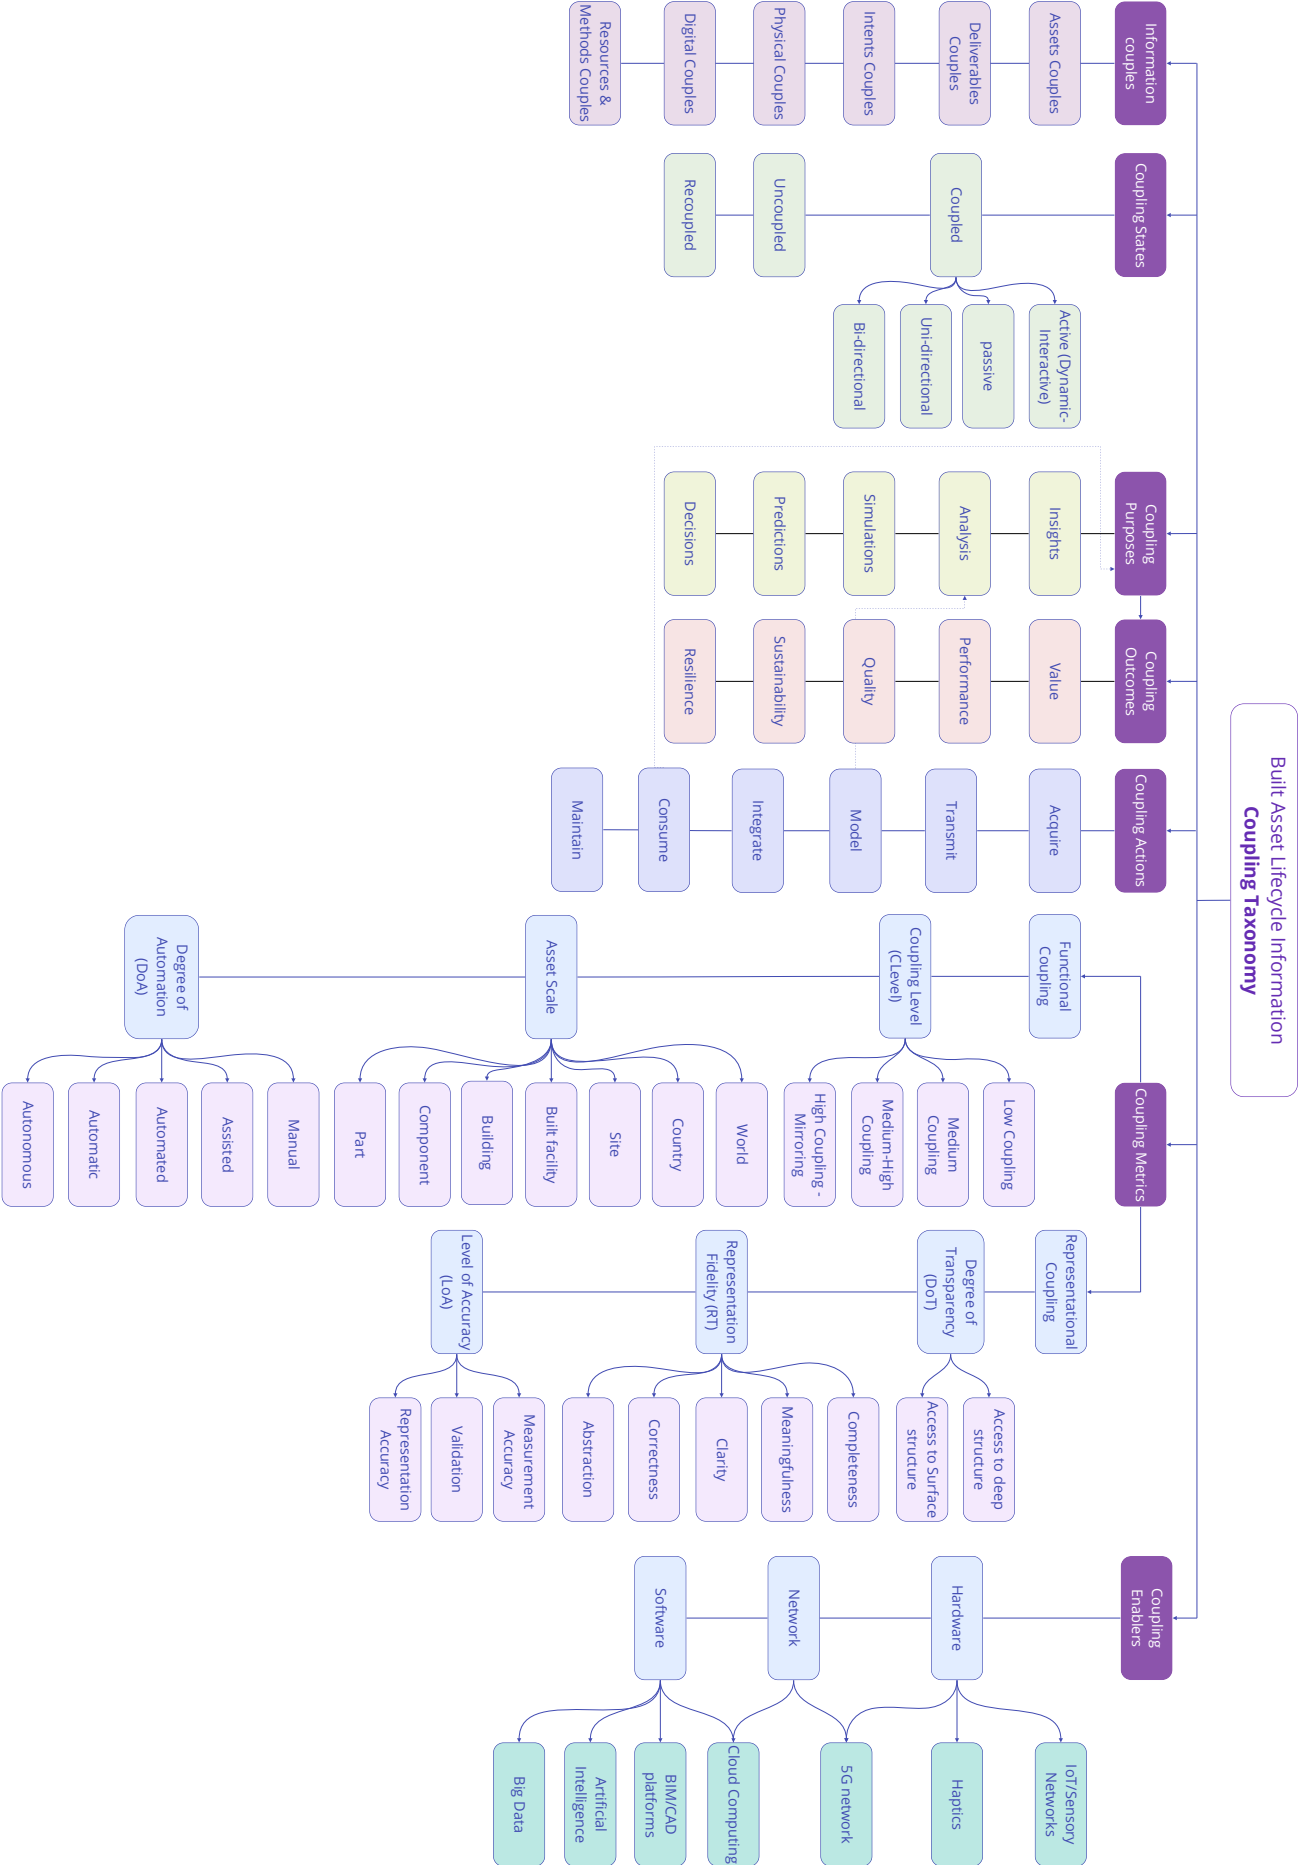 Built Asset Lifecycle Information
Coupling Taxonomy
Information
couples
Assets Couples
Deliverables
Couples
Intents Couples
Physical Couples
Digital Couples
Resources &
Methods Couples
Coupling States
Coupled
Active (Dynamic-
Interactive)
passive
Uni-directional
Bi-directional
Uncoupled
Recoupled
Coupling
Purposes
Insights
Analysis
Simulations
Predictions
Decisions
Coupling
Outcomes
Value
Performance
Quality
Sustainability
Resilience
Coupling Actions
Acquire
Transmit
Model
Integrate
Consume
Maintain
Coupling Metrics
Functional
Coupling
Coupling Level
(CLevel)
Low Coupling
Medium
Coupling
Medium-High
Coupling
High Coupling -
Mirroring
Asset Scale
World
Country
Site
Built facility
Building
Component
Part
Degree of
Automation
(DoA)
Manual
Assisted
Automated
Automatic
Autonomous
Representational
Coupling
Degree of
Transparency
(DoT)
Access to deep
structure
Access to Surface
structure
Representation
Fidelity (RT)
Completeness
Meaningfulness
Clarity
Correctness
Abstraction
Level of Accuracy
(LoA)
Measurement
Accuracy
Validation
Representation
Accuracy
Coupling
Enablers
Hardware
Network
Software
IoT/Sensory
Networks
Haptics
5G network
Cloud Computing
BIM/CAD
platforms
Artificial
Intelligence
Big Data